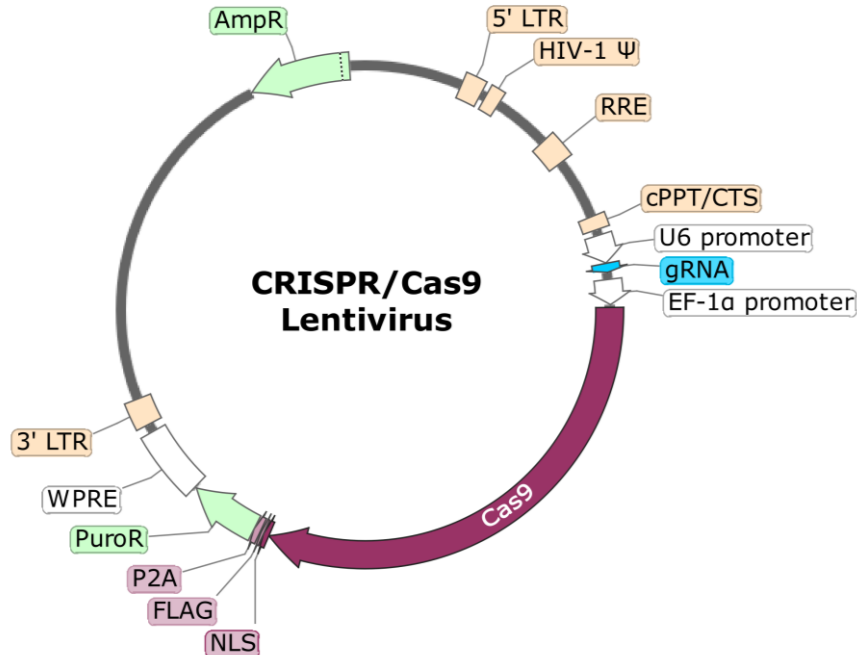 AmpR
5' LTR
HIV-1 Ψ
RRE
cPPT/CTS
U6 promoter
gRNA
EF-1α promoter
CRISPR/Cas9
Lentivirus
Cas9
3' LTR
WPRE
PuroR
P2A
FLAG
NLS